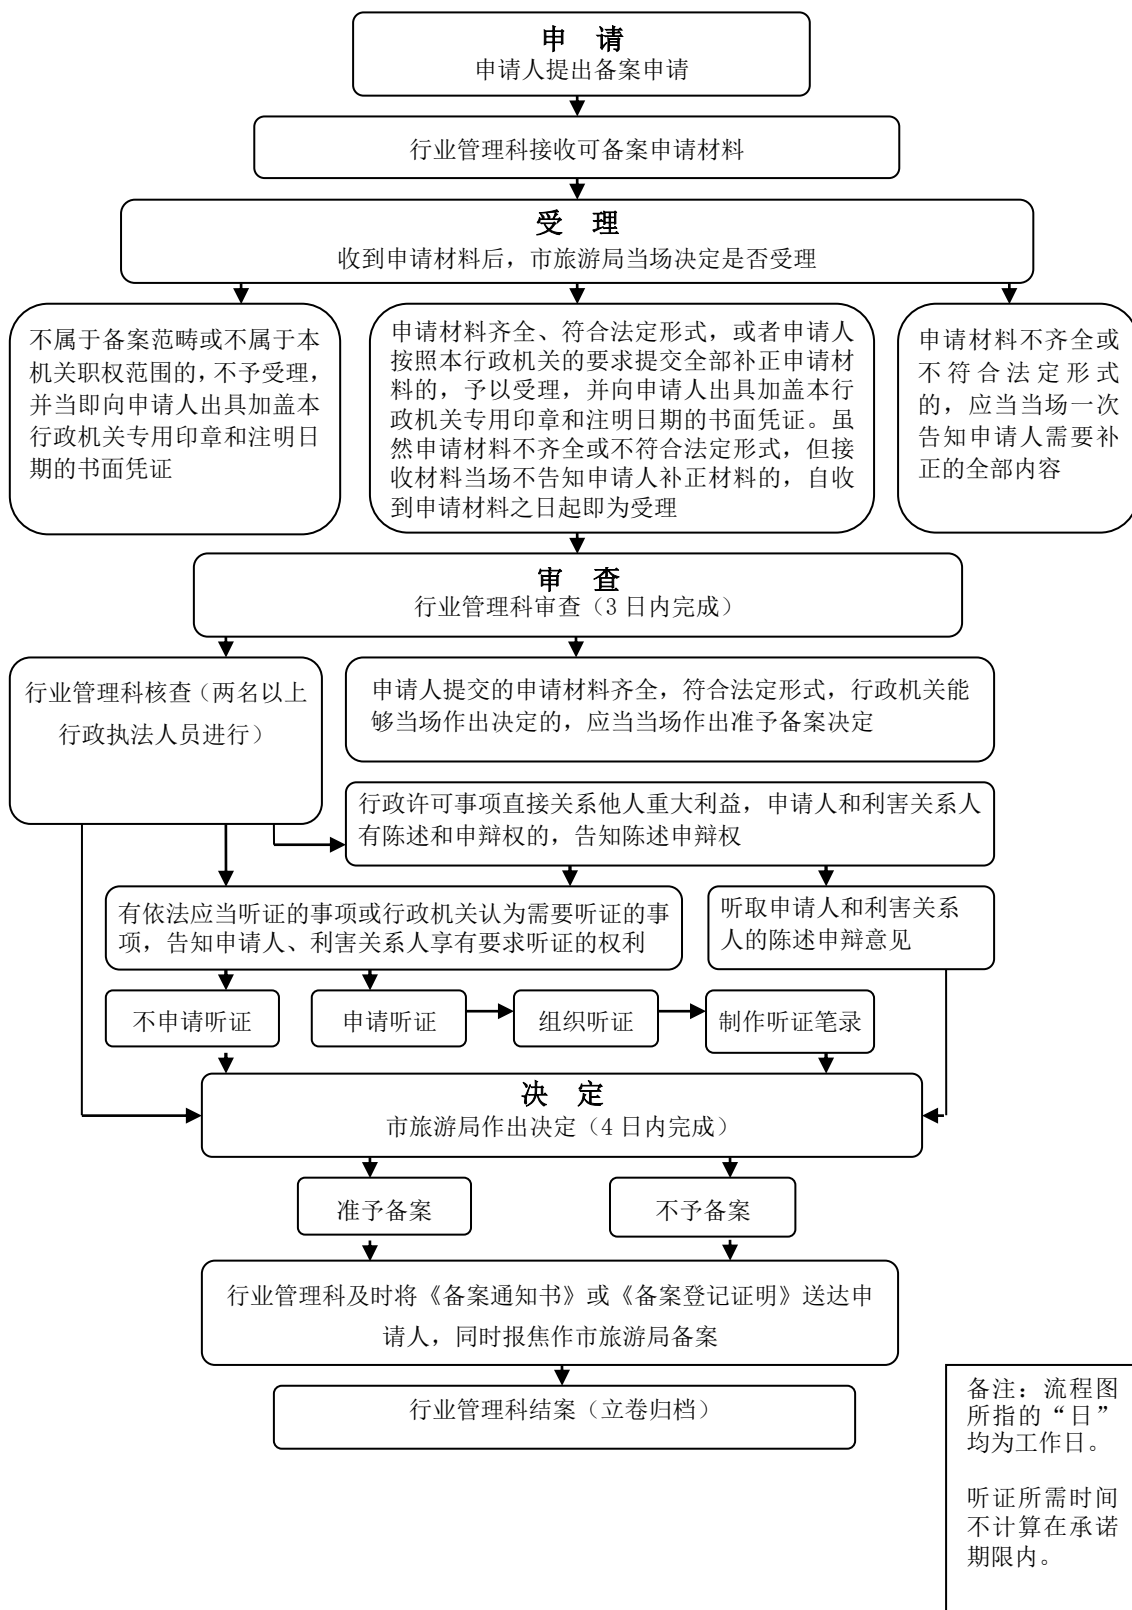 申 请
申请人提出备案申请
行业管理科接收可备案申请材料
受 理
收到申请材料后，市旅游局当场决定是否受理
不属于备案范畴或不属于本
机关职权范围的，不予受理，
并当即向申请人出具加盖本
行政机关专用印章和注明日
期的书面凭证
申请材料齐全、符合法定形式，或者申请人
按照本行政机关的要求提交全部补正申请材
料的，予以受理，并向申请人出具加盖本行
政机关专用印章和注明日期的书面凭证。虽
然申请材料不齐全或不符合法定形式，但接
收材料当场不告知申请人补正材料的，自收
到申请材料之日起即为受理
申请材料不齐全或
不符合法定形式
的，应当当场一次
告知申请人需要补
正的全部内容
审 查
行业管理科审查（3 日内完成）
行业管理科核查（两名以上
行政执法人员进行）
申请人提交的申请材料齐全，符合法定形式，行政机关能
够当场作出决定的，应当当场作出准予备案决定
行政许可事项直接关系他人重大利益，申请人和利害关系人
有陈述和申辩权的，告知陈述申辩权
有依法应当听证的事项或行政机关认为需要听证的事
项，告知申请人、利害关系人享有要求听证的权利
听取申请人和利害关系
人的陈述申辩意见
不申请听证
申请听证
组织听证
制作听证笔录
决 定
市旅游局作出决定（4 日内完成）
准予备案
不予备案
行业管理科及时将《备案通知书》或《备案登记证明》送达申
请人，同时报焦作市旅游局备案
行业管理科结案（立卷归档）
备注：流程图
所指的“日”
均为工作日。
听证所需时间
不计算在承诺
期限内。